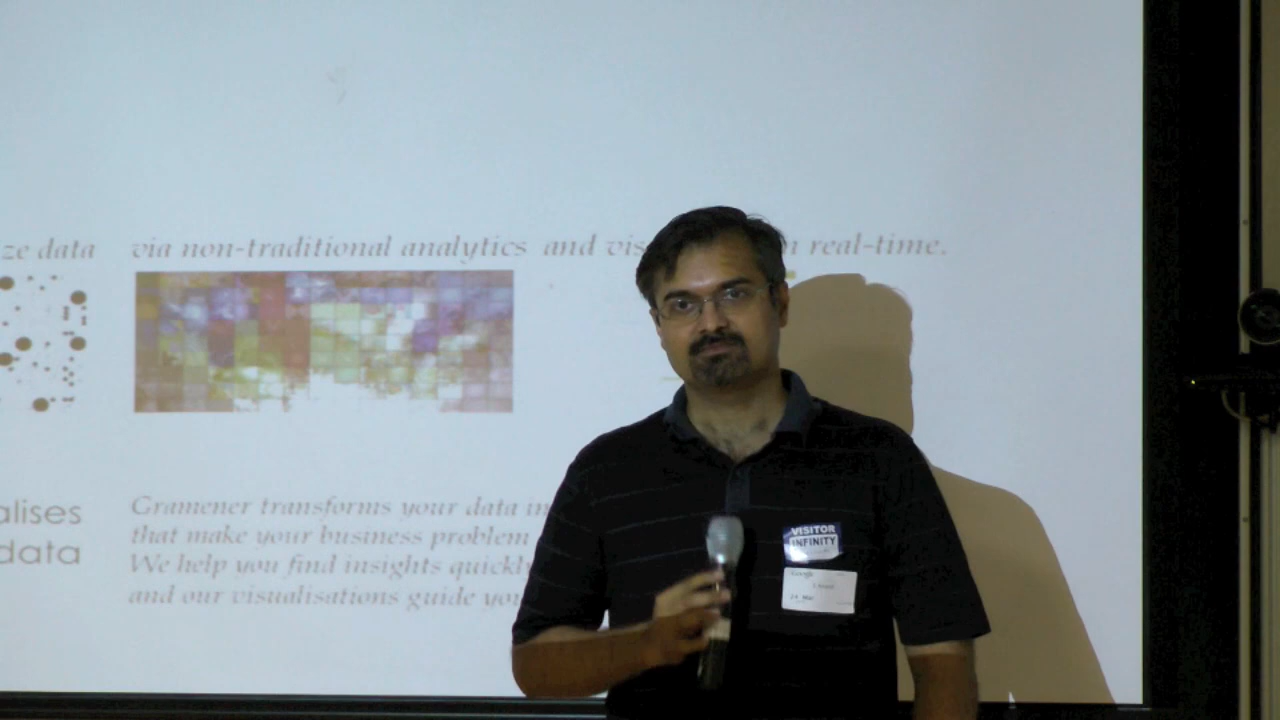 ze data
via non-traditional analytics and vis
n real-time.
alises
data
Gramener transforms your data in
that make your business problem
We help you find insights quickly
and our visualisations guide you
VISITOR
INFINITY